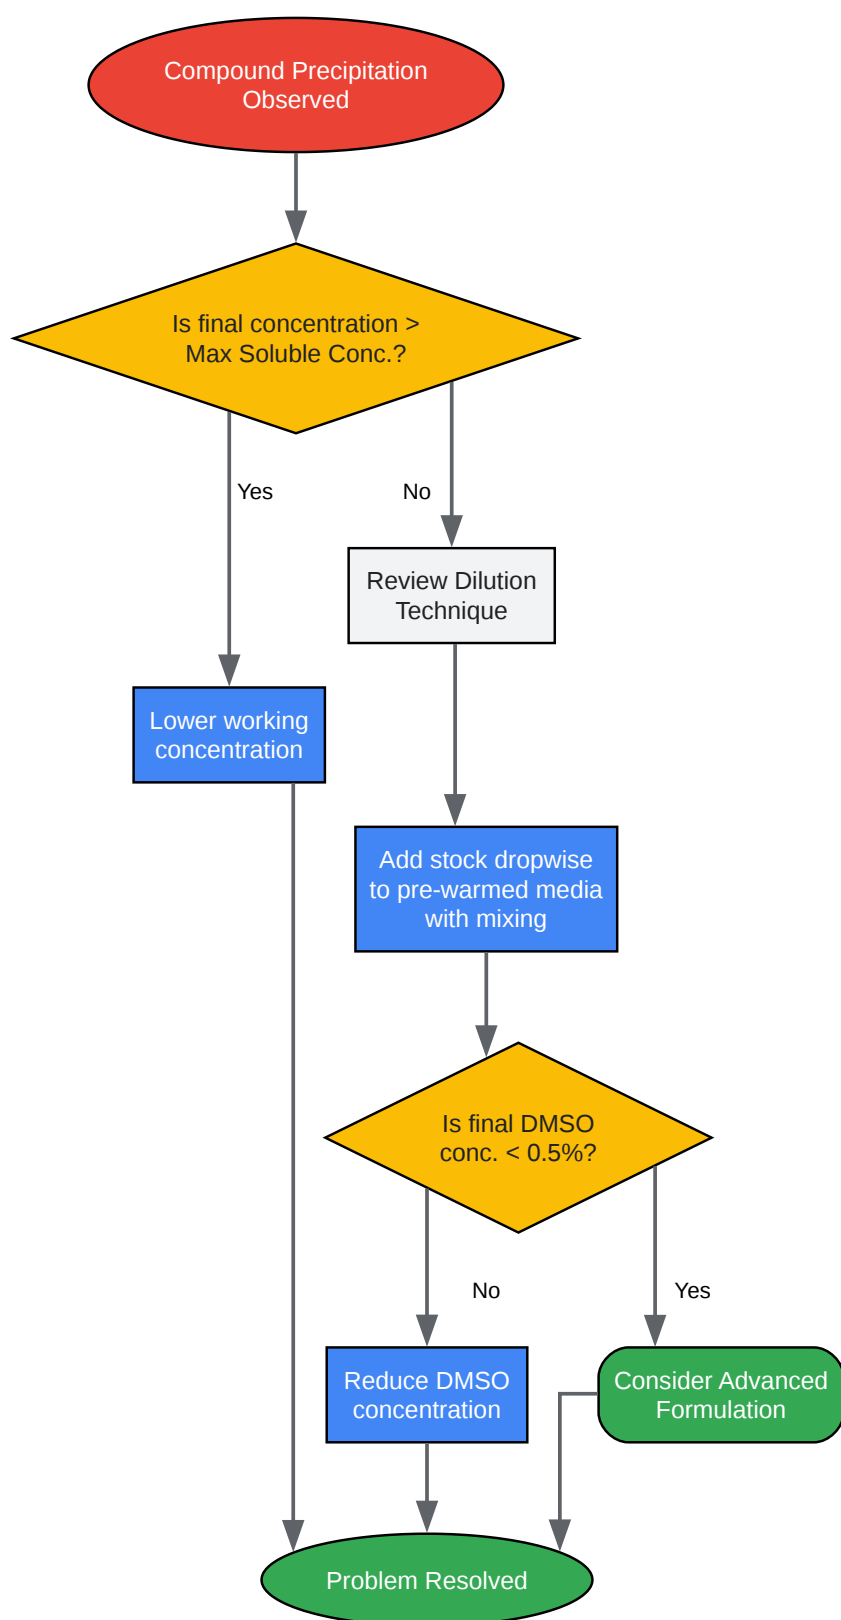 Compound Precipitation
Observed
Is final concentration >
Max Soluble Conc.?
Yes
No
Review Dilution
Technique
Lower working
concentration
Add stock dropwise
to pre-warmed media
with mixing
Is final DMSO
conc. < 0.5%?
No
Yes
Reduce DMSO
concentration
Consider Advanced
Formulation
Problem Resolved